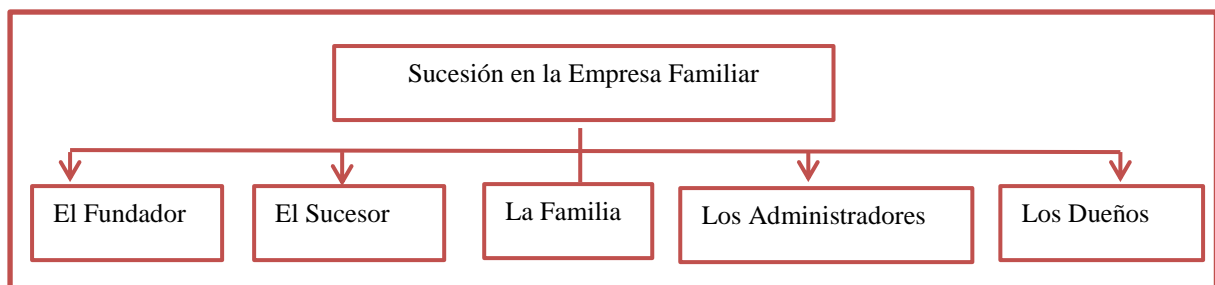 Sucesión en la Empresa Familiar
El Fundador
El Sucesor
La Familia
Los Administradores
Los Dueños